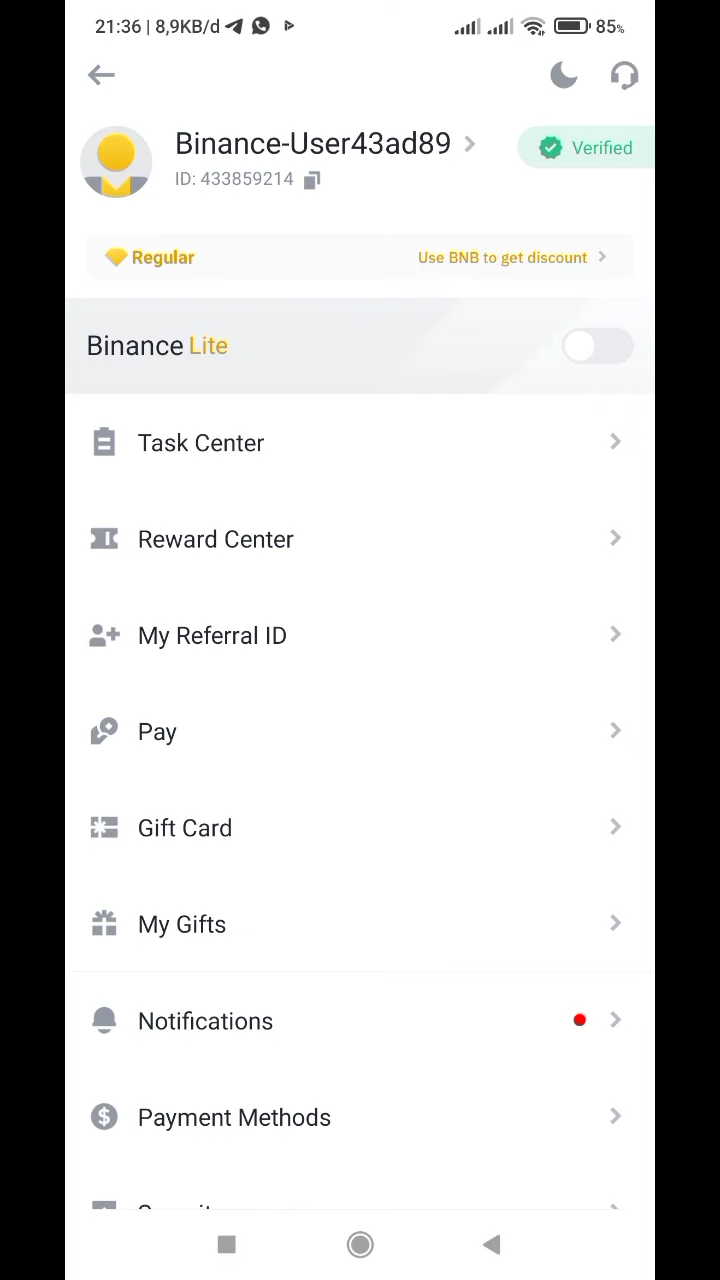 21:36 | 8,9KB/d 85%
Binance-User43ad89
Verified
ID: 433859214
Regular
Use BNB to get discount
Binance Lite
Task Center
Reward Center
My Referral ID
Pay
Gift Card
My Gifts
Notifications
Payment Methods